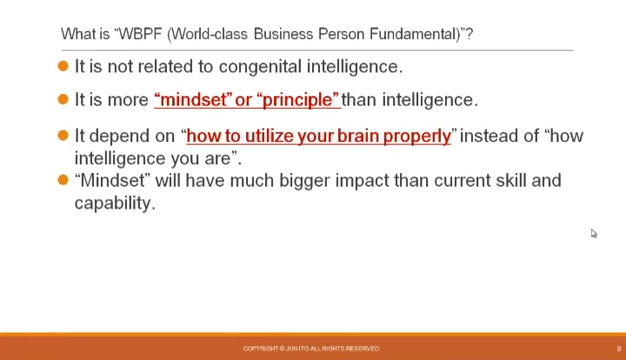 What is “WBPF (World-class Business Person Fundamental)”?
It is not related to congenital intelligence.
It is more “mindset” or “principle” than intelligence.
It depend on “how to utilize your brain properly” instead of “how
intelligence you are”.
“Mindset” will have much bigger impact than current skill and
capability.
COPYRIGHT © JUN ITO ALL RIGHTS RESERVED